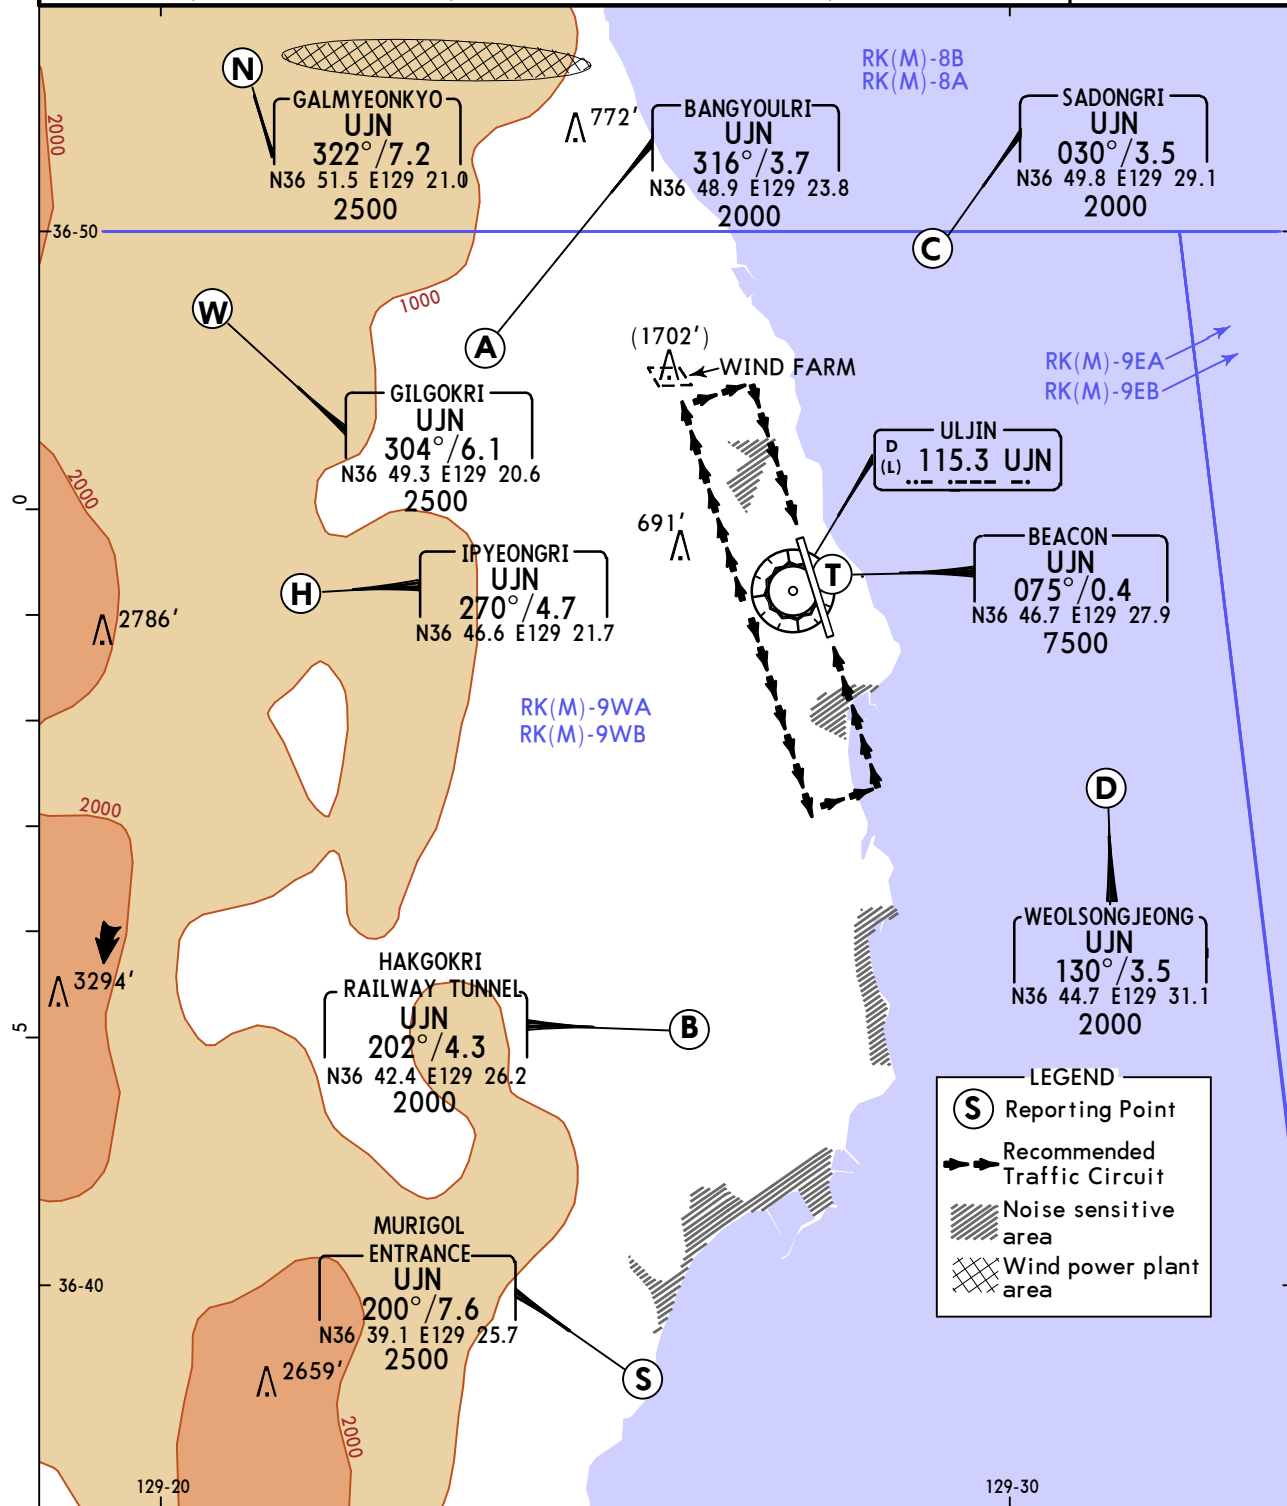 RK(M)-8B
RK(M)-8A
N
GALMYEONKYO
UJN
322°/7.2
N36 51.5 E129 21.0
2500
2000
772'
BANGYOULRI
UJN
316°/3.7
N36 48.9 E129 23.8
2000
SADONGRI
UJN
030°/3.5
N36 49.8 E129 29.1
2000
36-50
C
W
1000
A
(1702')
WIND FARM
RK(M)-9EA
RK(M)-9EB
GILGOKRI
UJN
304°/6.1
N36 49.3 E129 20.6
2500
ULJIN
D
(L) 115.3 UJN
2000
0
691'
IPYEONGRI
UJN
270°/4.7
N36 46.6 E129 21.7
H
T
BEACON
UJN
075°/0.4
N36 46.7 E129 27.9
7500
2786'
RK(M)-9WA
RK(M)-9WB
2000
D
WEOLSONGJEONG
UJN
130°/3.5
N36 44.7 E129 31.1
2000
3294'
HAKGOKRI
RAILWAY TUNNEL
UJN
202°/4.3
N36 42.4 E129 26.2
2000
B
5
LEGEND
S Reporting Point
Recommended
Traffic Circuit
Noise sensitive
area
Wind power plant
area
MURIGOL
ENTRANCE
UJN
200°/7.6
N36 39.1 E129 25.7
2500
36-40
S
2659'
2000
129-20
129-30